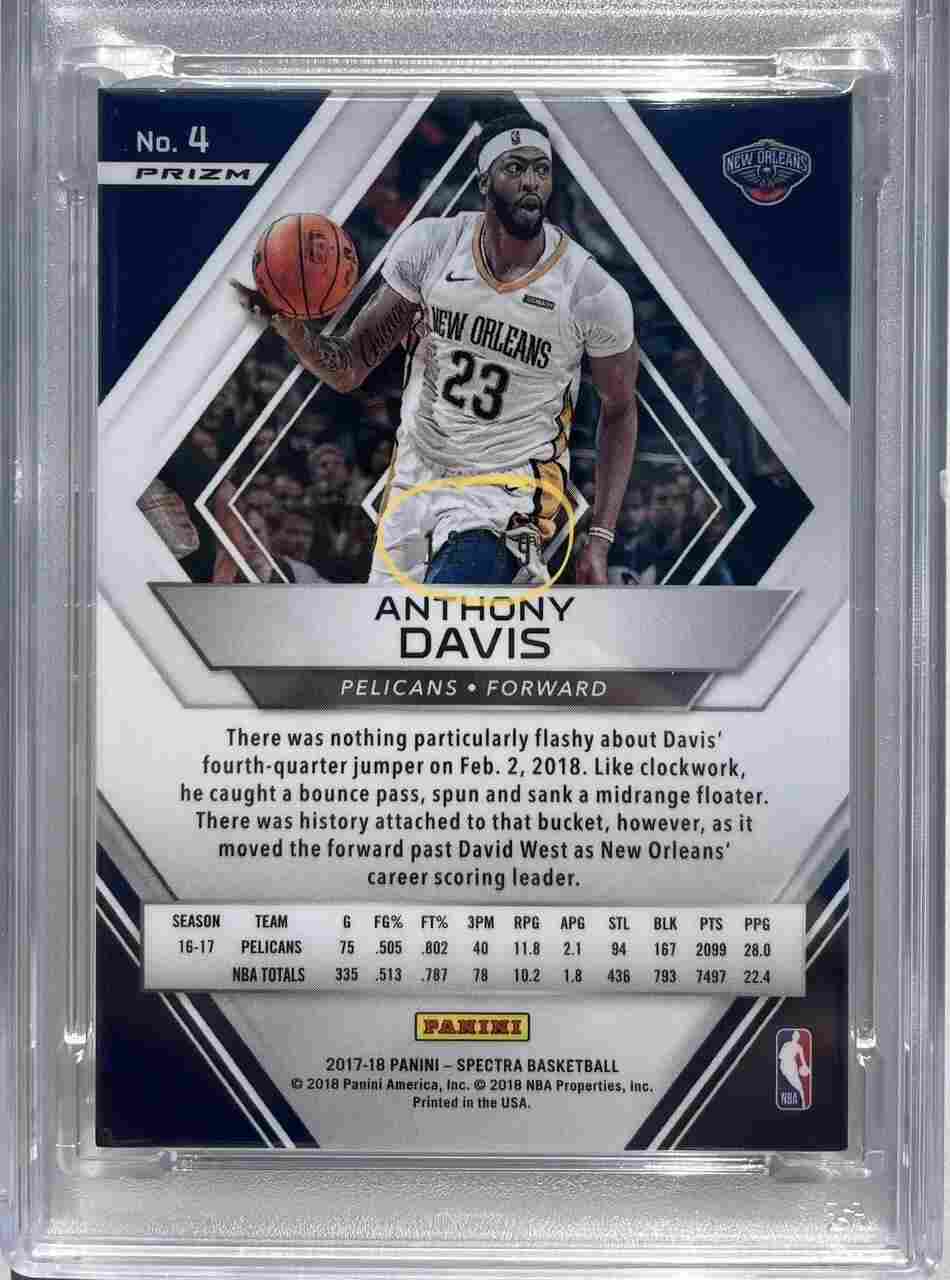 No. 4
PRIZM
NEW ORLEANS
NEW ORLEANS
23
ANTHONY
DAVIS
PELICANS • FORWARD
There was nothing particularly flashy about Davis'
fourth-quarter jumper on Feb. 2, 2018. Like clockwork,
he caught a bounce pass, spun and sank a midrange floater.
There was history attached to that bucket, however, as it
moved the forward past David West as New Orleans'
career scoring leader.
SEASON TEAM G FG% FT% 3PM RPG APG STL BLK PTS PPG
16-17 PELICANS 75 .505 .802 40 11.8 2.1 94 167 2099 28.0
NBA TOTALS 335 .513 .787 78 10.2 1.8 436 793 7497 22.4
PANINI
2017-18 PANINI – SPECTRA BASKETBALL
© 2018 Panini America, Inc. © 2018 NBA Properties, Inc.
Printed in the USA.
NBA